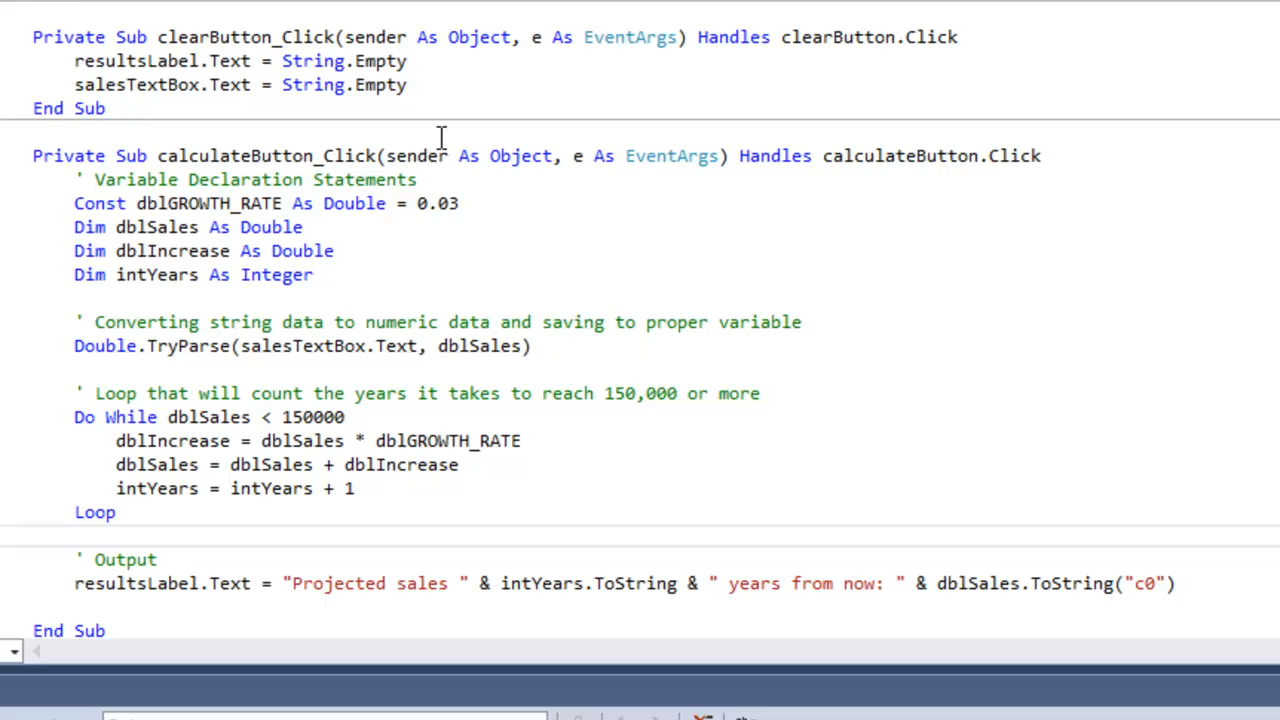 Private Sub clearButton_Click(sender As Object, e As EventArgs) Handles clearButton.Click
resultsLabel.Text = String.Empty
salesTextBox.Text = String.Empty
End Sub
Private Sub calculateButton_Click(sender As Object, e As EventArgs) Handles calculateButton.Click
' Variable Declaration Statements
Const dblGROWTH_RATE As Double = 0.03
Dim dblSales As Double
Dim dblIncrease As Double
Dim intYears As Integer
' Converting string data to numeric data and saving to proper variable
Double.TryParse(salesTextBox.Text, dblSales)
' Loop that will count the years it takes to reach 150,000 or more
Do While dblSales < 150000
dblIncrease = dblSales * dblGROWTH_RATE
dblSales = dblSales + dblIncrease
intYears = intYears + 1
Loop
' Output
resultsLabel.Text = "Projected sales " & intYears.ToString & " years from now: " & dblSales.ToString("c0")
End Sub